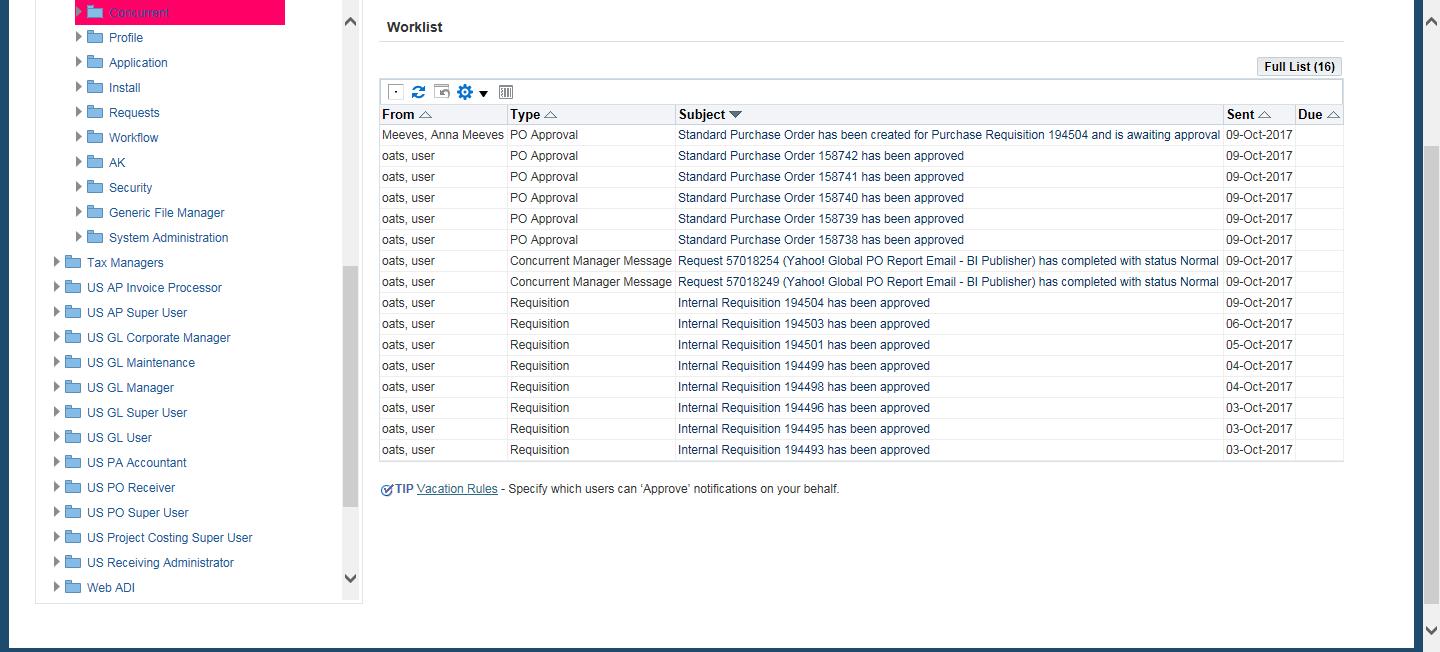 Concurrent
Profile
Application
Install
Requests
Workflow
AK
Security
Generic File Manager
System Administration
Tax Managers
US AP Invoice Processor
US AP Super User
US GL Corporate Manager
US GL Maintenance
US GL Manager
US GL Super User
US GL User
US PA Accountant
US PO Receiver
US PO Super User
US Project Costing Super User
US Receiving Administrator
Web ADI
Worklist
Full List (16)
From Type Subject Sent Due
Meeves, Anna Meeves PO Approval Standard Purchase Order has been created for Purchase Requisition 194504 and is awaiting approval 09-Oct-2017
oats, user PO Approval Standard Purchase Order 158742 has been approved 09-Oct-2017
oats, user PO Approval Standard Purchase Order 158741 has been approved 09-Oct-2017
oats, user PO Approval Standard Purchase Order 158740 has been approved 09-Oct-2017
oats, user PO Approval Standard Purchase Order 158739 has been approved 09-Oct-2017
oats, user PO Approval Standard Purchase Order 158738 has been approved 09-Oct-2017
oats, user Concurrent Manager Message Request 57018254 (Yahoo! Global PO Report Email - BI Publisher) has completed with status Normal 09-Oct-2017
oats, user Concurrent Manager Message Request 57018249 (Yahoo! Global PO Report Email - BI Publisher) has completed with status Normal 09-Oct-2017
oats, user Requisition Internal Requisition 194504 has been approved 09-Oct-2017
oats, user Requisition Internal Requisition 194503 has been approved 06-Oct-2017
oats, user Requisition Internal Requisition 194501 has been approved 05-Oct-2017
oats, user Requisition Internal Requisition 194499 has been approved 04-Oct-2017
oats, user Requisition Internal Requisition 194498 has been approved 04-Oct-2017
oats, user Requisition Internal Requisition 194496 has been approved 03-Oct-2017
oats, user Requisition Internal Requisition 194495 has been approved 03-Oct-2017
oats, user Requisition Internal Requisition 194493 has been approved 03-Oct-2017
TIP Vacation Rules - Specify which users can ‘Approve’ notifications on your behalf.